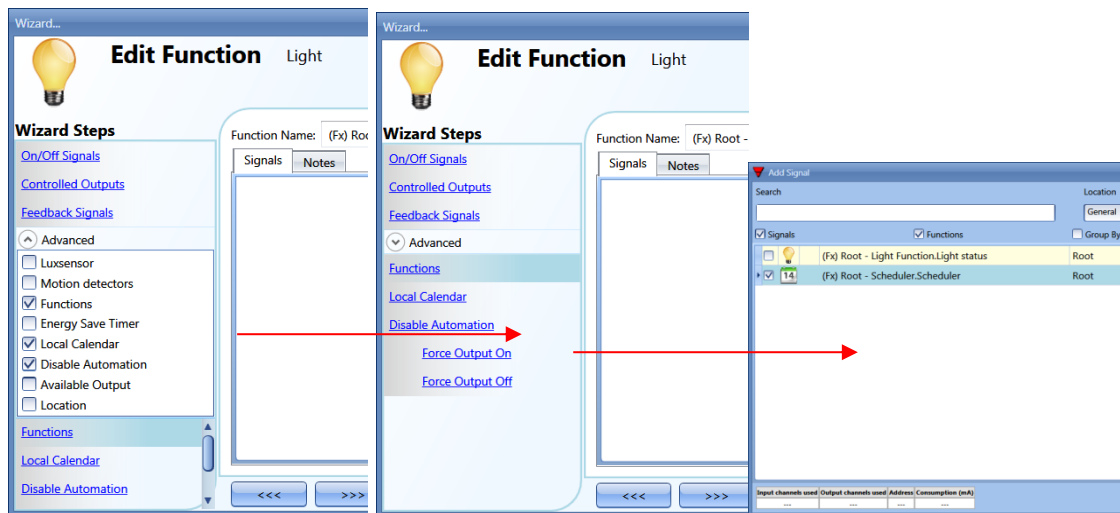 Wizard...
Edit Function Light
Wizard Steps
On/Off Signals
Controlled Outputs
Feedback Signals
Advanced
Luxsensor
Motion detectors
Functions
Energy Save Timer
Local Calendar
Disable Automation
Available Output
Location
Functions
Local Calendar
Disable Automation
Function Name: (Fx) Roo
Signals Notes
<<< >>>
Wizard...
Edit Function Light
Wizard Steps
On/Off Signals
Controlled Outputs
Feedback Signals
Advanced
Functions
Local Calendar
Disable Automation
Force Output On
Force Output Off
Function Name: (Fx) Root -
Signals Notes
<<< >>>
Add Signal
Search Location
General
Signals Functions Group By
(Fx) Root - Light Function.Light status Root
14 (Fx) Root - Scheduler.Scheduler Root
Input channels used Output channels used Address Consumption (mA)
--- --- --- ---